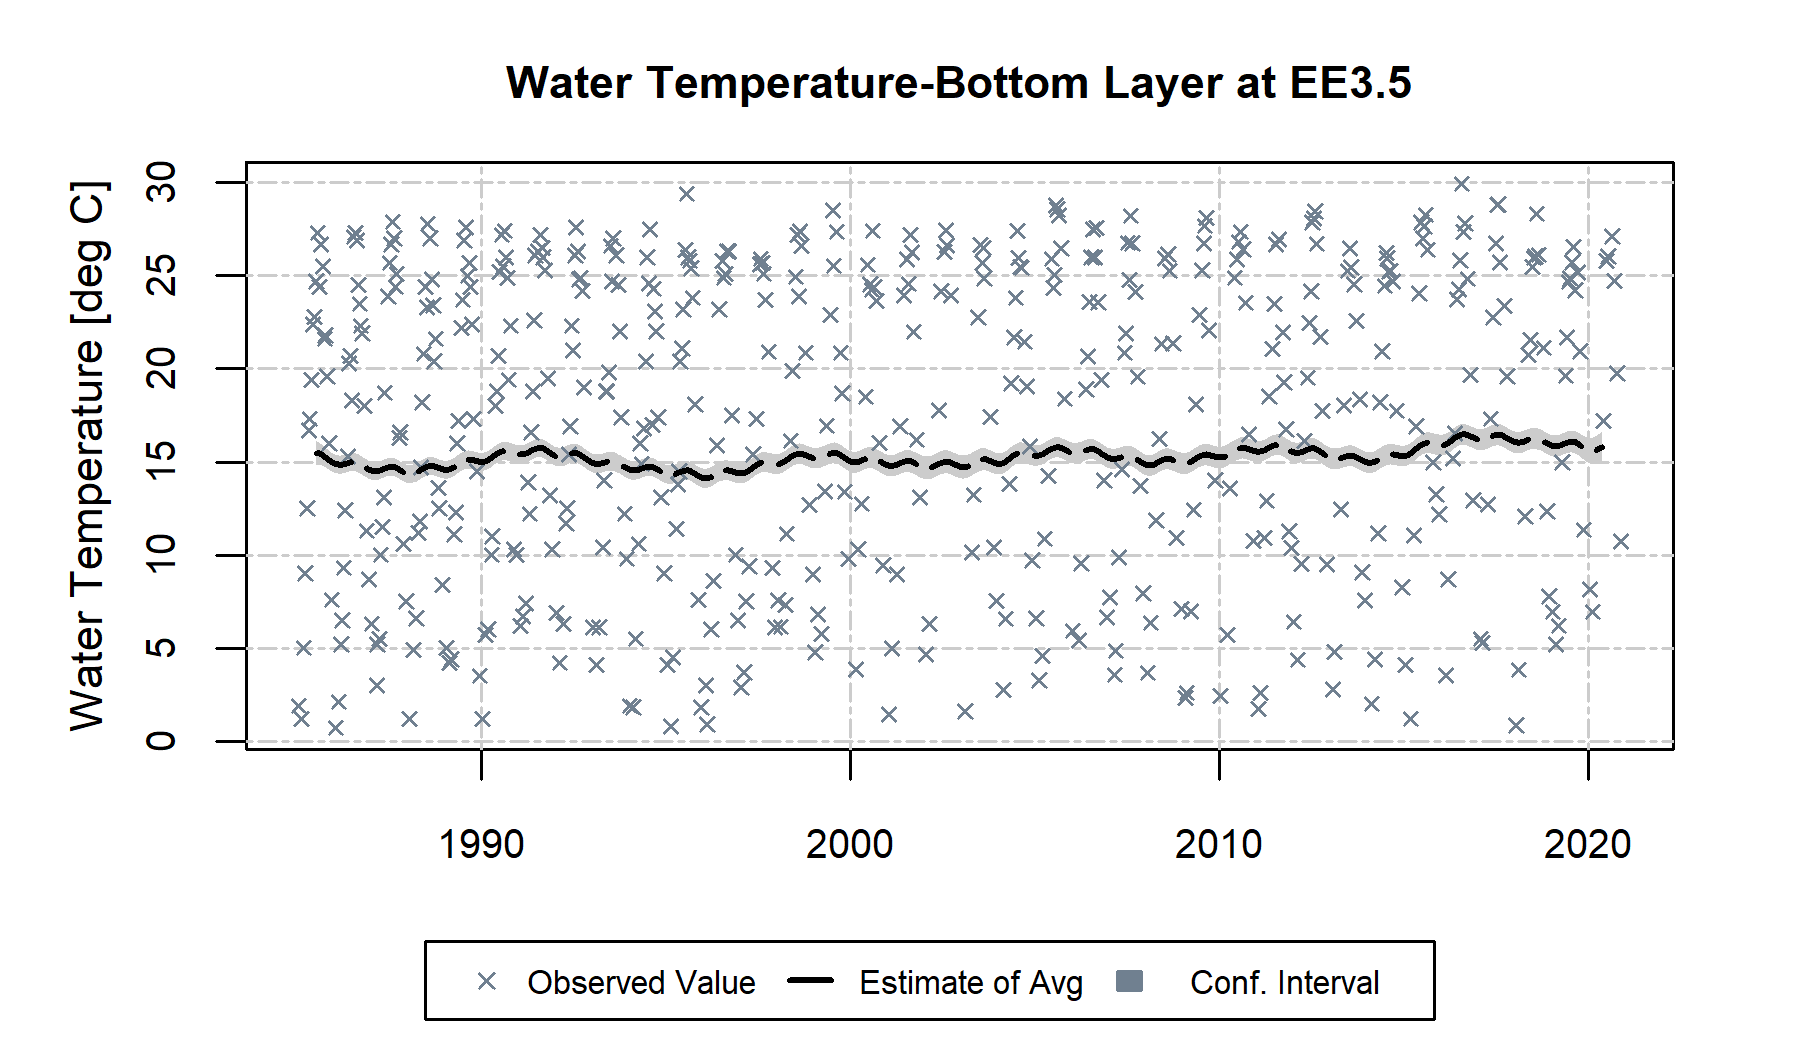 Water Temperature-Bottom Layer at EE3.5
Water Temperature [deg C]
30
25
20
15
10
5
0
1990 2000 2010 2020
Observed Value Estimate of Avg Conf. Interval